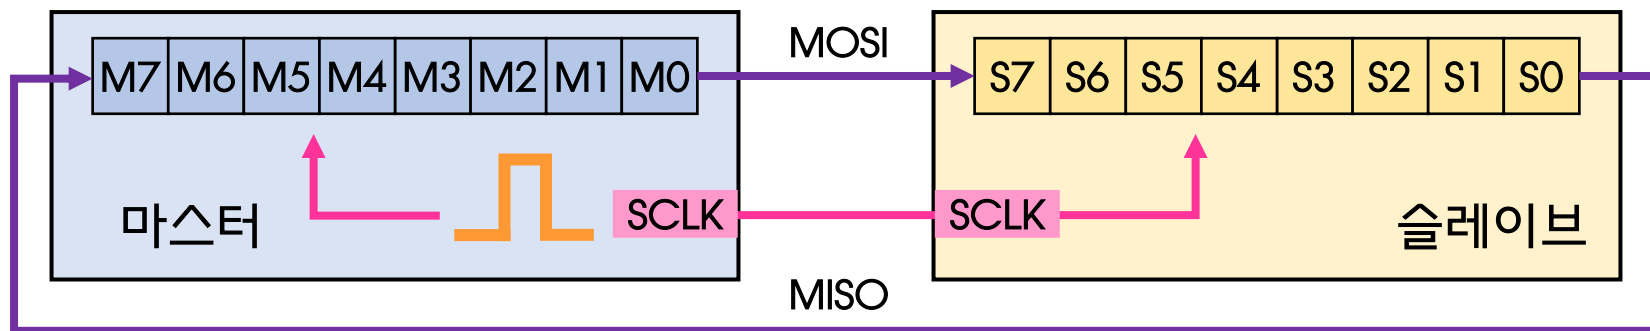 MOSI
M7 M6 M5 M4 M3 M2 M1 M0
S7 S6 S5 S4 S3 S2 S1 S0
마스터
SCLK
SCLK
슬레이브
MISO